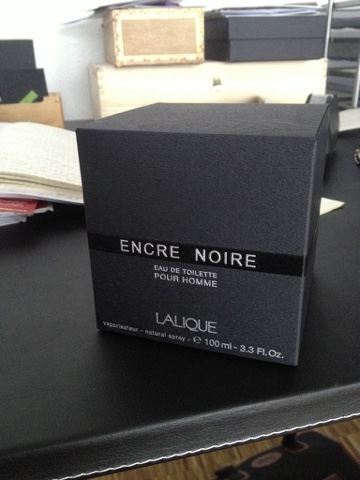 ENCRE NOIRE
EAU DE TOILETTE
POUR HOMME
LALIQUE
vaporisateur - natural spray - ℮ 100 ml - 3.3 Fl.Oz.